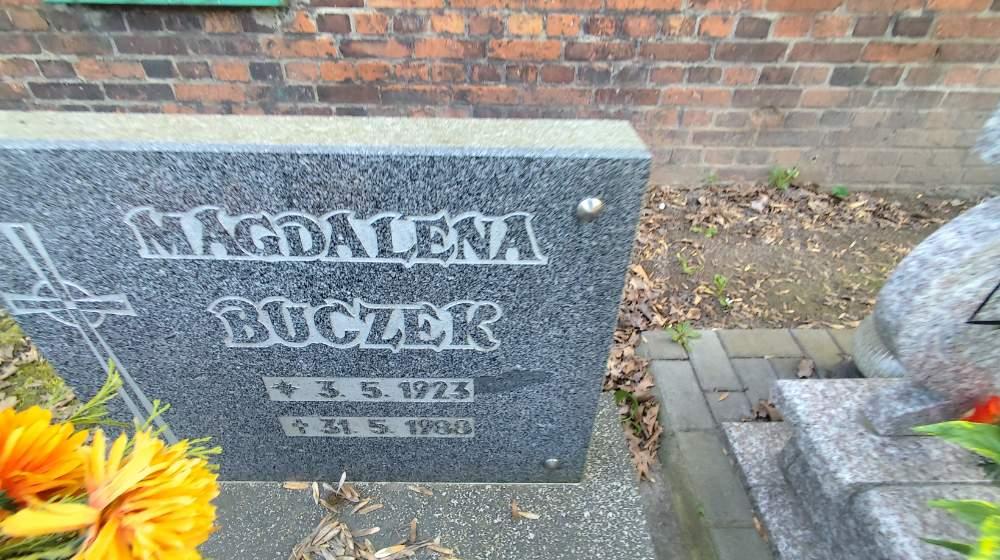 MAGDALENA
BUCZEK
* 3. 5. 1923
+ 31. 5. 1988